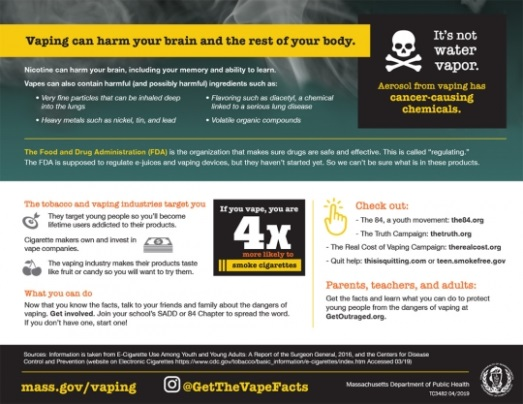 Vaping can harm your brain and the rest of your body.
It's not
water
vapor.
Aerosol from vaping has
cancer-causing
chemicals.
Nicotine can harm your brain, including your memory and ability to learn.
Vapes can also contain harmful (and possibly harmful) ingredients such as:
• Very fine particles that can be inhaled deep
into the lungs
• Heavy metals such as nickel, tin, and lead
• Flavoring such as diacetyl, a chemical
linked to a serious lung disease
• Volatile organic compounds
The Food and Drug Administration (FDA) is the organization that makes sure drugs are safe and effective. This is called "regulating."
The FDA is supposed to regulate e-juices and vaping devices, but they haven't started yet. So we can't be sure what is in these products.
The tobacco and vaping industries target you
They target young people so you'll become
lifetime users addicted to their products.
Cigarette makers own and invest in
vape companies.
The vaping industry makes their products taste
like fruit or candy so you will want to try them.
If you vape, you are
4x
more likely to
smoke cigarettes
Check out:
- The 84, a youth movement: the84.org
- The Truth Campaign: thetruth.org
- The Real Cost of Vaping Campaign: therealcost.org
- Quit help: thisisquitting.com or teen.smokefree.gov
What you can do
Now that you know the facts, talk to your friends and family about the dangers of
vaping. Get involved. Join your school's SADD or 84 Chapter to spread the word.
If you don't have one, start one!
Parents, teachers, and adults:
Get the facts and learn what you can do to protect
young people from the dangers of vaping at
GetOutraged.org.
Sources: Information is taken from E-Cigarette Use Among Youth and Young Adults: A Report of the Surgeon General, 2016, and the Centers for Disease
Control and Prevention (website on Electronic Cigarettes https://www.cdc.gov/tobacco/basic_information/e-cigarettes/index.htm Accessed 03/19)
mass.gov/vaping
@GetTheVapeFacts
Massachusetts Department of Public Health
TC3482 04/2019